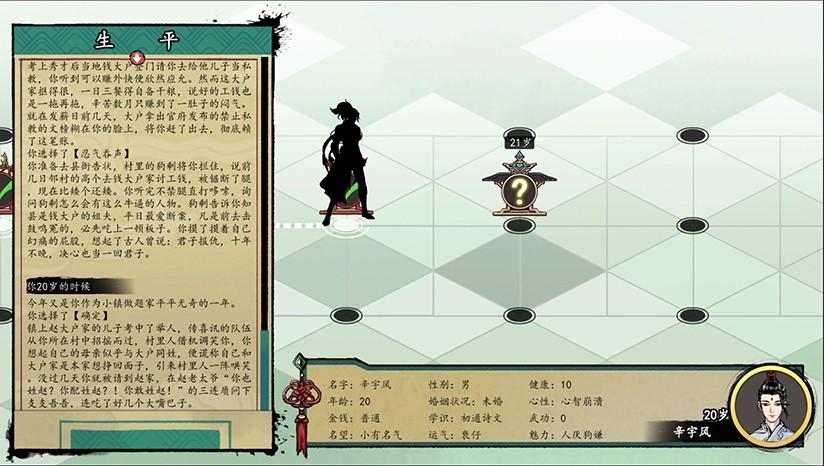 生 平
考上秀才后当地钱大户登门请你去给他儿子当私
教，你听到可以赚外快便欣然应允。然而这大户
家抠得很，一日三餐得自备干粮，说好的工钱也
是一拖再拖，辛苦数月只赚到了一肚子的闷气。
就在发薪日前几天，大户拿出官府发布的禁止私
教的文榜糊在你的脸上，将你赶了出去，彻底赖
了这笔账。
你选择了【忍气吞声】
你准备去县衙告状，村里的狗剩将你拦住，说前
几日邻村的高个去钱大户家讨工钱，被锯断了腿
，现在比矮个还矮。你听完不禁腿直打哆嗦，询
问狗剩怎么会有这么牛逼的人物。狗剩告诉你知
县是钱大户的姐夫，平日最爱断案，凡是前去击
鼓鸣冤的，必先吃上一顿板子。你摸了摸着自己
幻痛的屁股，想起了古人曾说：君子报仇，十年
不晚，决心也当一回君子。
你20岁的时候
今年又是你作为小镇做题家平平无奇的一年。
你选择了【确定】
镇上赵大户家的儿子考中了举人，传喜讯的队伍
从你所在村中招摇而过，村里人借机调笑你，你
想起自己的母亲似乎与大户同姓，便谎称自己和
大户家是本家想挣回面子，引来村里人一阵哄笑
。没过几天你就被请到赵家，在赵老太爷“你也
姓赵？你配姓赵？！你敢姓赵！”的三连质问下
支支吾吾，连吃了好几个大嘴巴子。
21岁
?
名字：辛宇风 性别：男 健康：10
年龄：20 婚姻状况：未婚 心性：心智崩溃
金钱：普通 学识：初通诗文 武功：0
名望：小有名气 运气：衰仔 魅力：人厌狗嫌
20岁
辛宇风